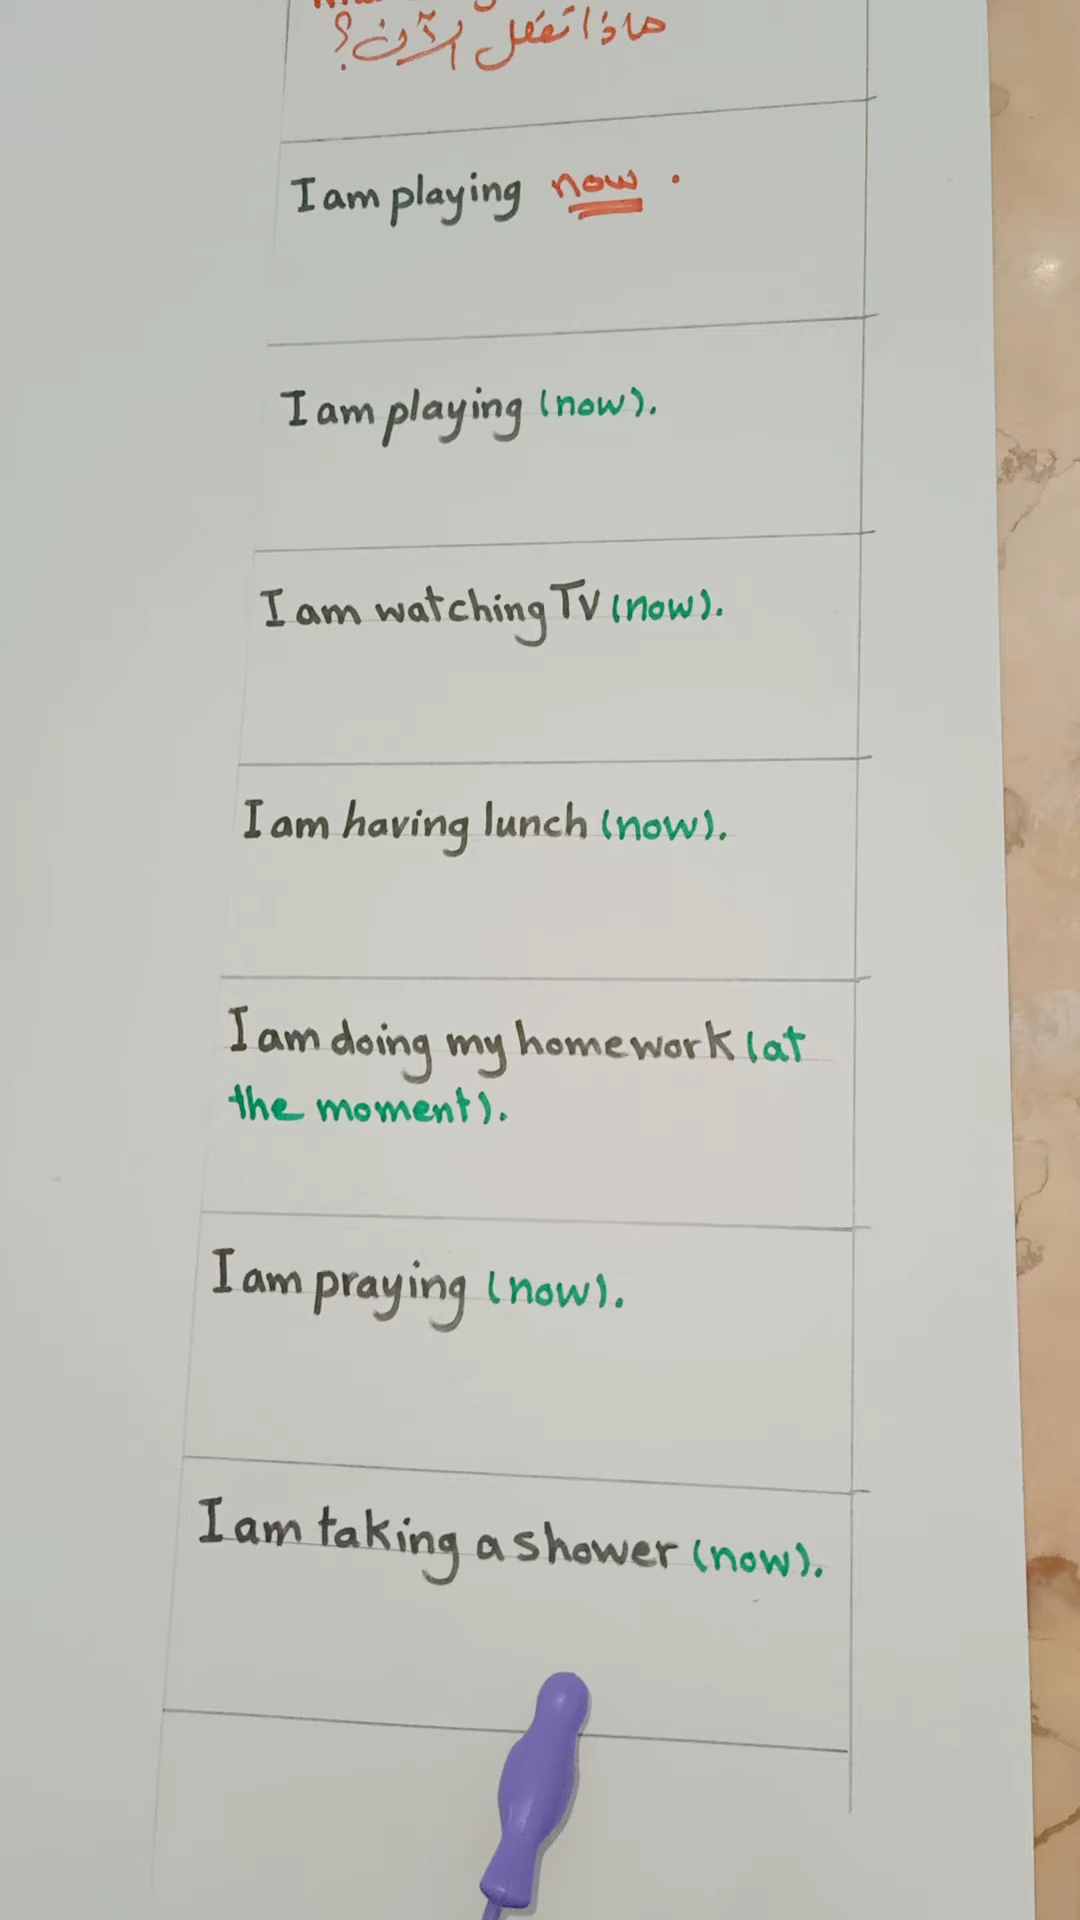 ماذا تفعل الآن؟
I am playing now.
I am playing (now).
I am watching TV (now).
I am having lunch (now).
I am doing my homework (at
the moment).
I am praying (now).
I am taking a shower (now).